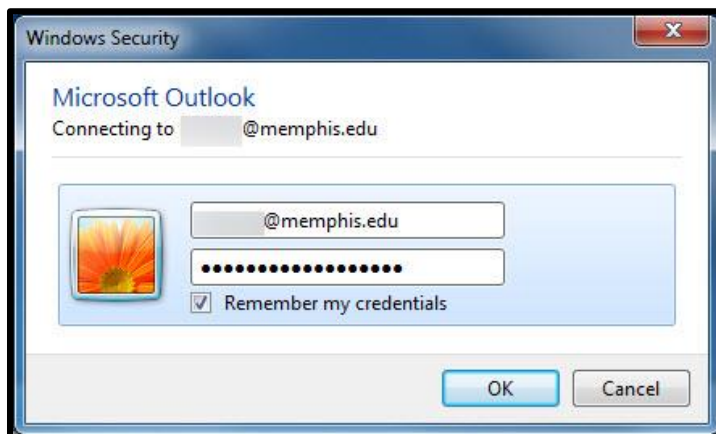 Windows Security
Microsoft Outlook
Connecting to @memphis.edu
@memphis.edu
••••••••••••••••••
Remember my credentials
OK Cancel